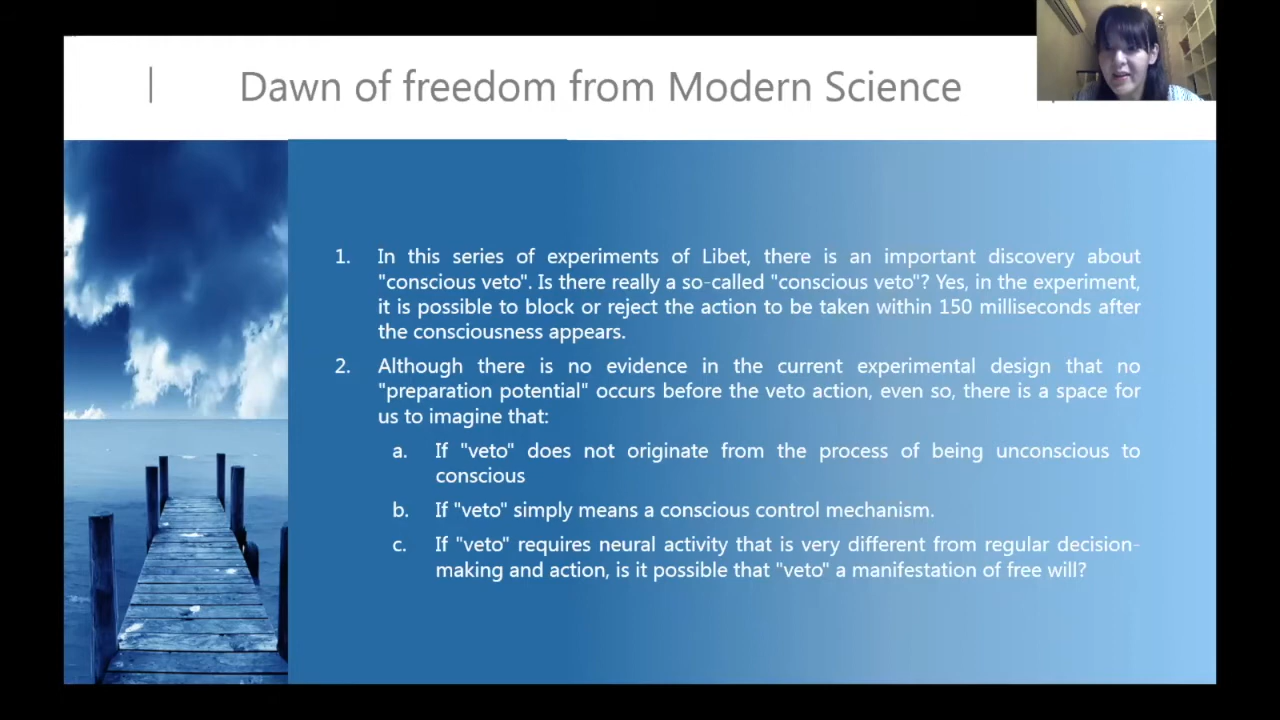 Dawn of freedom from Modern Science
1. In this series of experiments of Libet, there is an important discovery about
"conscious veto". Is there really a so-called "conscious veto"? Yes, in the experiment,
it is possible to block or reject the action to be taken within 150 milliseconds after
the consciousness appears.
2. Although there is no evidence in the current experimental design that no
"preparation potential" occurs before the veto action, even so, there is a space for
us to imagine that:
a. If "veto" does not originate from the process of being unconscious to
conscious
b. If "veto" simply means a conscious control mechanism.
c. If "veto" requires neural activity that is very different from regular decision-
making and action, is it possible that "veto" a manifestation of free will?